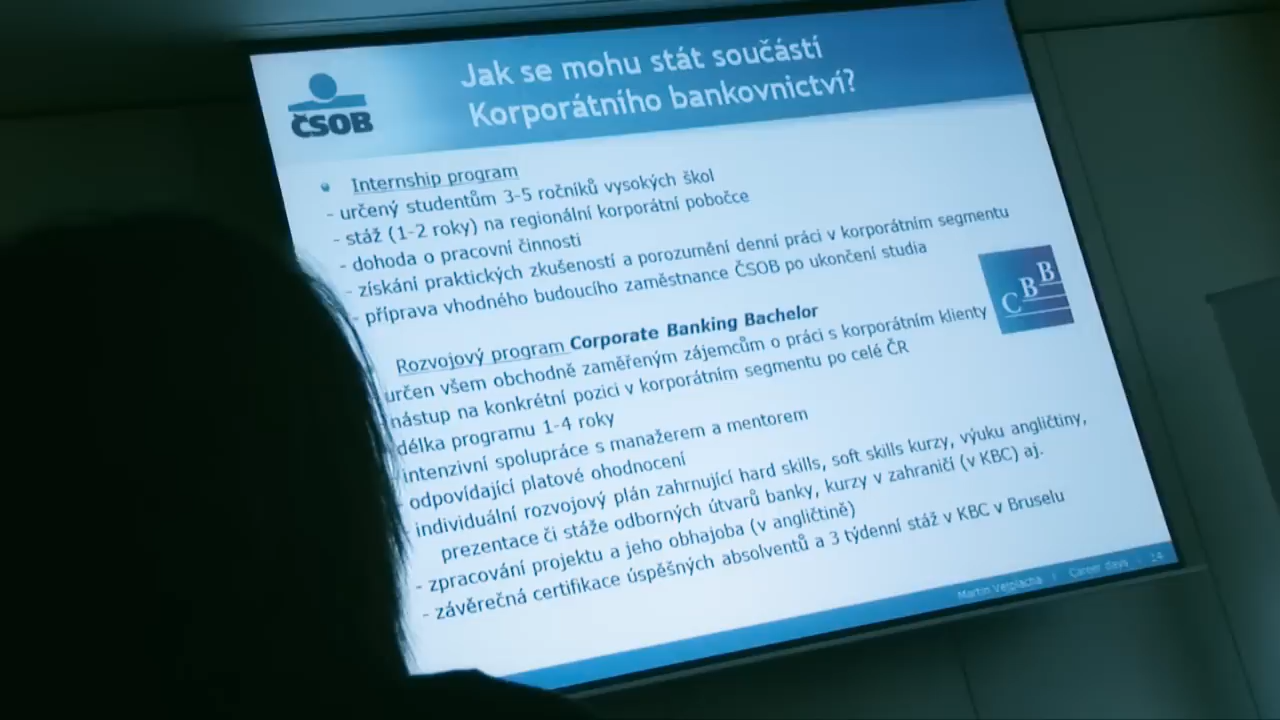 ČSOB
Jak se mohu stát součástí
Korporátního bankovnictví?
Internship program
- určený studentům 3-5 ročníků vysokých škol
- stáž (1-2 roky) na regionální korporátní pobočce
- dohoda o pracovní činnosti
- získání praktických zkušeností a porozumění denní práci v korporátním segmentu
- příprava vhodného budoucího zaměstnance ČSOB po ukončení studia
CBB
Rozvojový program Corporate Banking Bachelor
určen všem obchodně zaměřeným zájemcům o práci s korporátním klienty
nástup na konkrétní pozici v korporátním segmentu po celé ČR
délka programu 1-4 roky
intenzivní spolupráce s manažerem a mentorem
- odpovídající platové ohodnocení
individuální rozvojový plán zahrnující hard skills, soft skills kurzy, výuku angličtiny,
prezentace či stáže odborných útvarů banky, kurzy v zahraničí (v KBC) aj.
- zpracování projektu a jeho obhajoba (v angličtině)
- závěrečná certifikace úspěšných absolventů a 3 týdenní stáž v KBC v Bruselu
Martin | Career days |